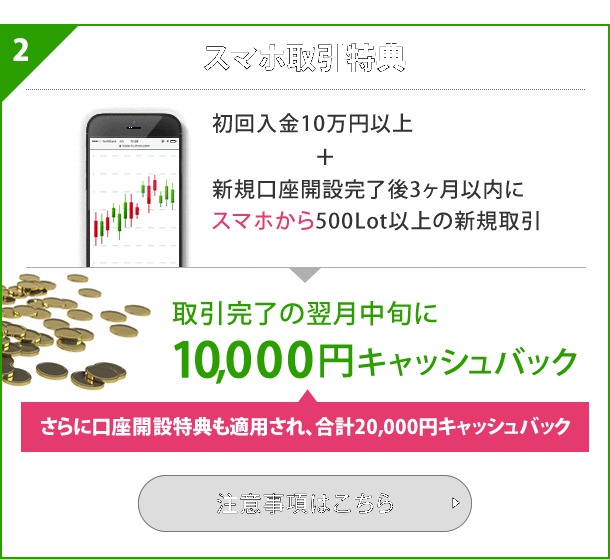 2
スマホ取引特典
初回入金10万円以上
+
新規口座開設完了後3ヶ月以内に
スマホから500Lot以上の新規取引
取引完了の翌月中旬に
10,000円キャッシュバック
さらに口座開設特典も適用され、合計20,000円キャッシュバック
注意事項はこちら